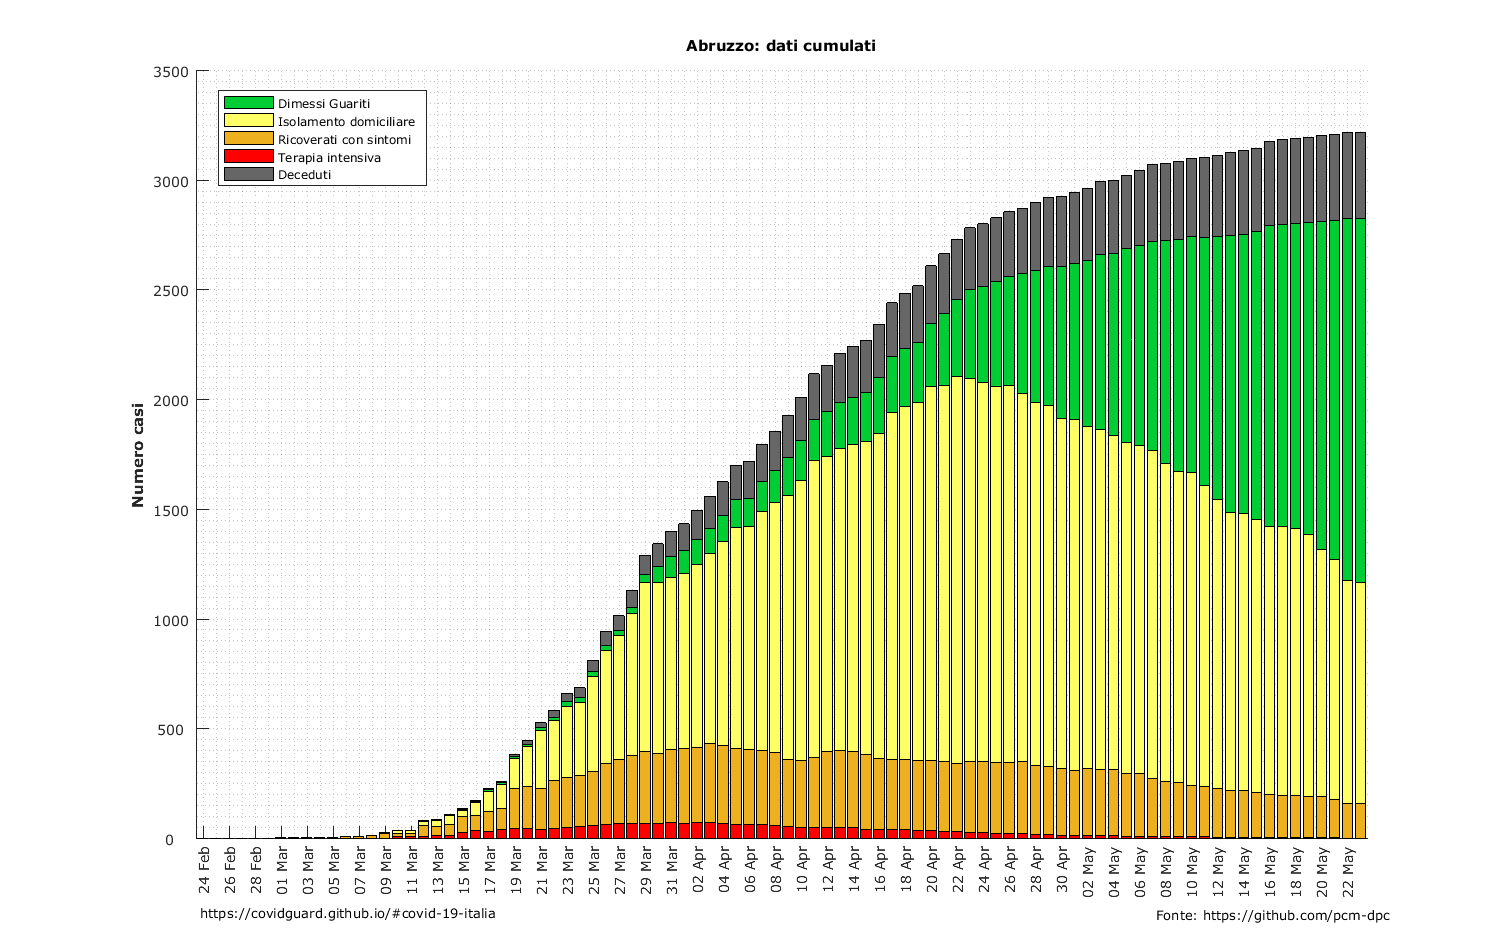 Abruzzo: dati cumulati
3500
3000
2500
2000
1500
1000
500
0
Numero casi
Dimessi Guariti
Isolamento domiciliare
Ricoverati con sintomi
Terapia intensiva
Deceduti
24 Feb
26 Feb
28 Feb
01 Mar
03 Mar
05 Mar
07 Mar
09 Mar
11 Mar
13 Mar
15 Mar
17 Mar
19 Mar
21 Mar
23 Mar
25 Mar
27 Mar
29 Mar
31 Mar
02 Apr
04 Apr
06 Apr
08 Apr
10 Apr
12 Apr
14 Apr
16 Apr
18 Apr
20 Apr
22 Apr
24 Apr
26 Apr
28 Apr
30 Apr
02 May
04 May
06 May
08 May
10 May
12 May
14 May
16 May
18 May
20 May
22 May
https://covidguard.github.io/#covid-19-italia
Fonte: https://github.com/pcm-dpc